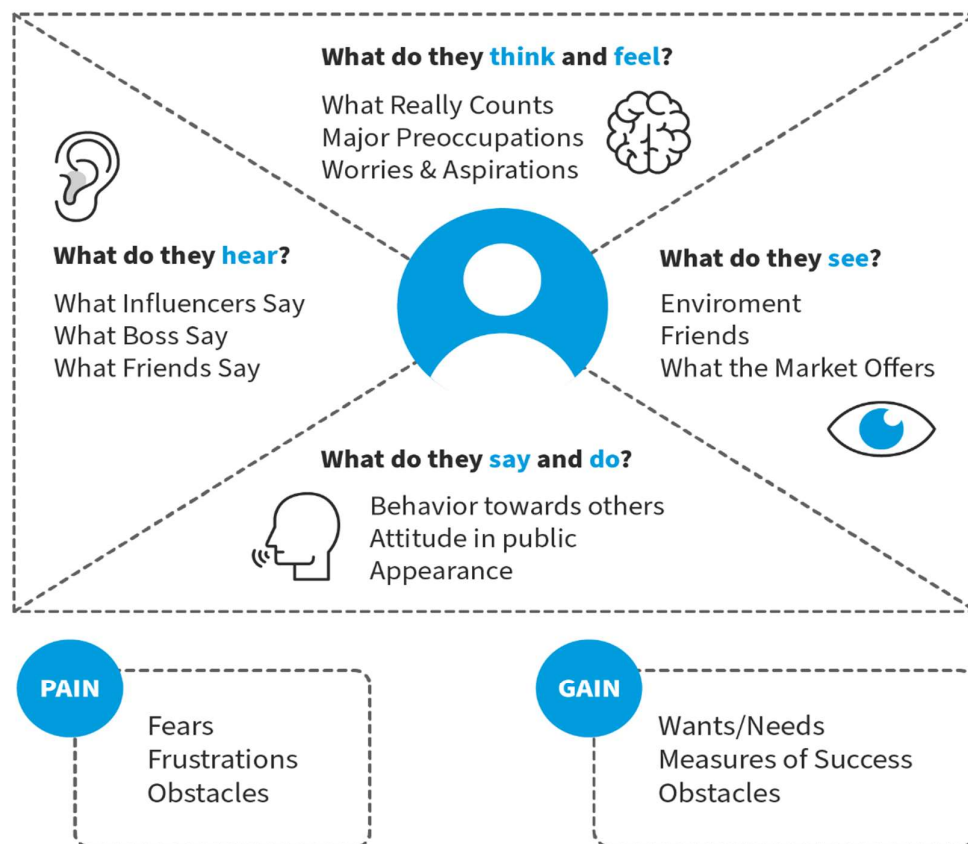 What do they think and feel?
What Really Counts
Major Preoccupations
Worries & Aspirations
What do they hear?
What Influencers Say
What Boss Say
What Friends Say
What do they see?
Enviroment
Friends
What the Market Offers
What do they say and do?
Behavior towards others
Attitude in public
Appearance
PAIN
Fears
Frustrations
Obstacles
GAIN
Wants/Needs
Measures of Success
Obstacles